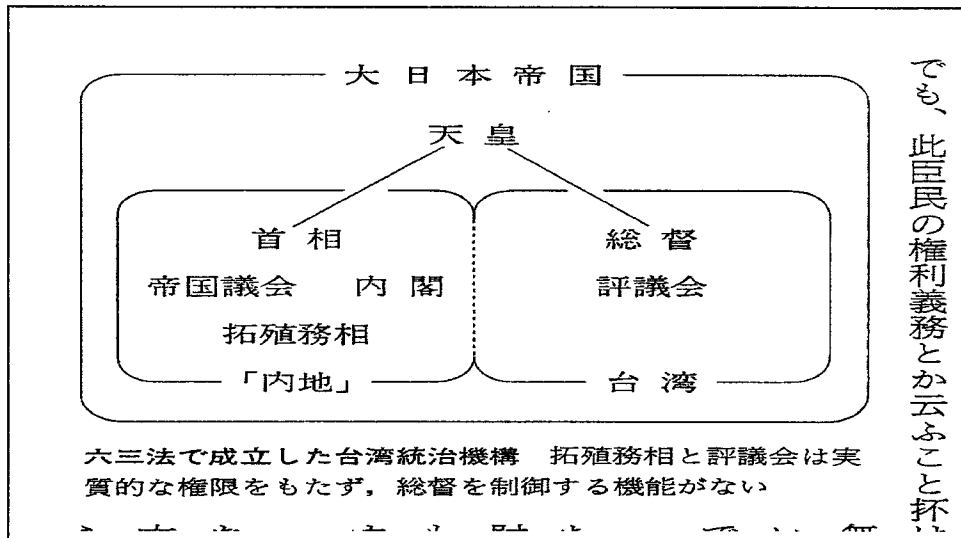 大日本帝国
天皇
首相
帝国議会 内閣
拓殖務相
「内地」
総督
評議会
台湾
六三法で成立した台湾統治機構 拓殖務相と評議会は実
質的な権限をもたず，総督を制御する機能がない
でも、此臣民の権利義務とか云ふこと抔